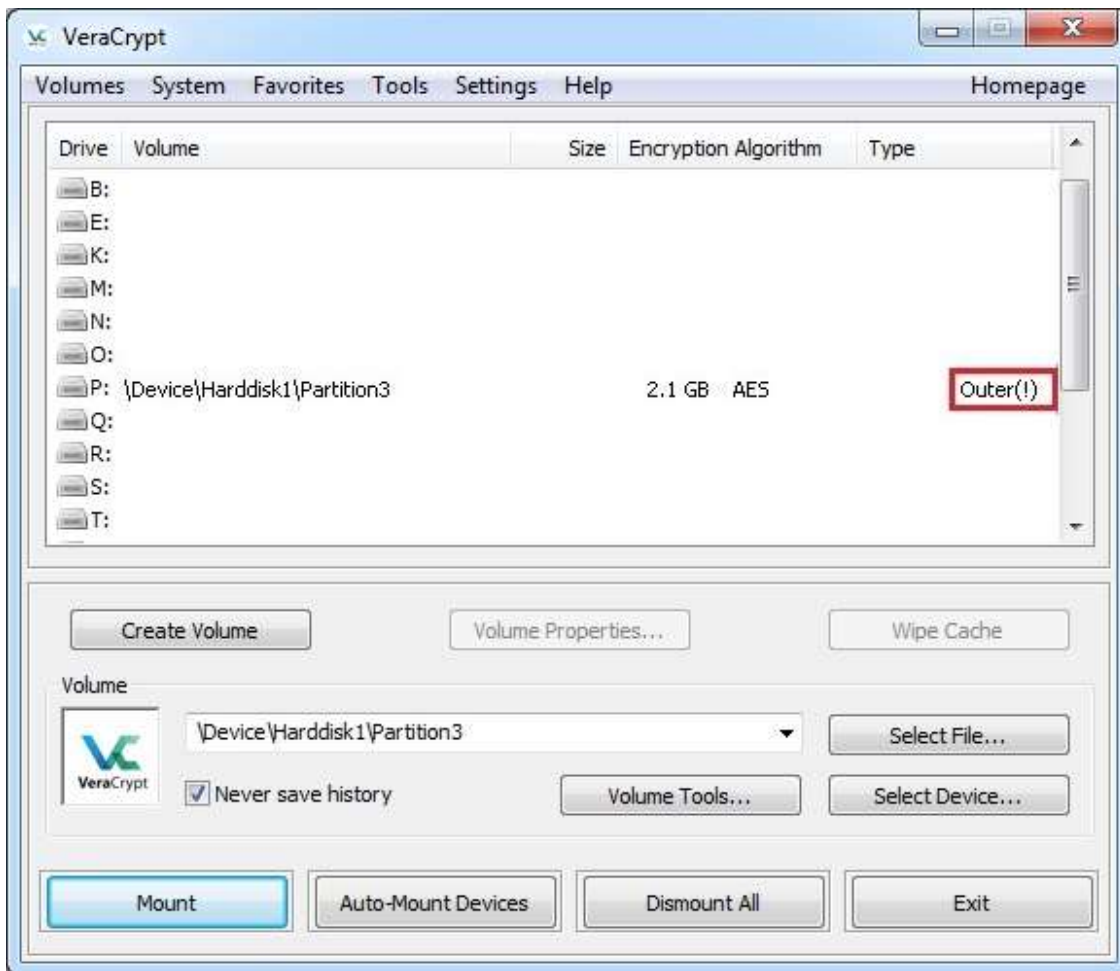 VeraCrypt
Volumes System Favorites Tools Settings Help Homepage
Drive Volume Size Encryption Algorithm Type
B:
E:
K:
M:
N:
O:
P: \Device\Harddisk1\Partition3 2.1 GB AES Outer(!)
Q:
R:
S:
T:
Create Volume Volume Properties... Wipe Cache
Volume
VeraCrypt
\Device\Harddisk1\Partition3 Select File...
Never save history Volume Tools... Select Device...
Mount Auto-Mount Devices Dismount All Exit